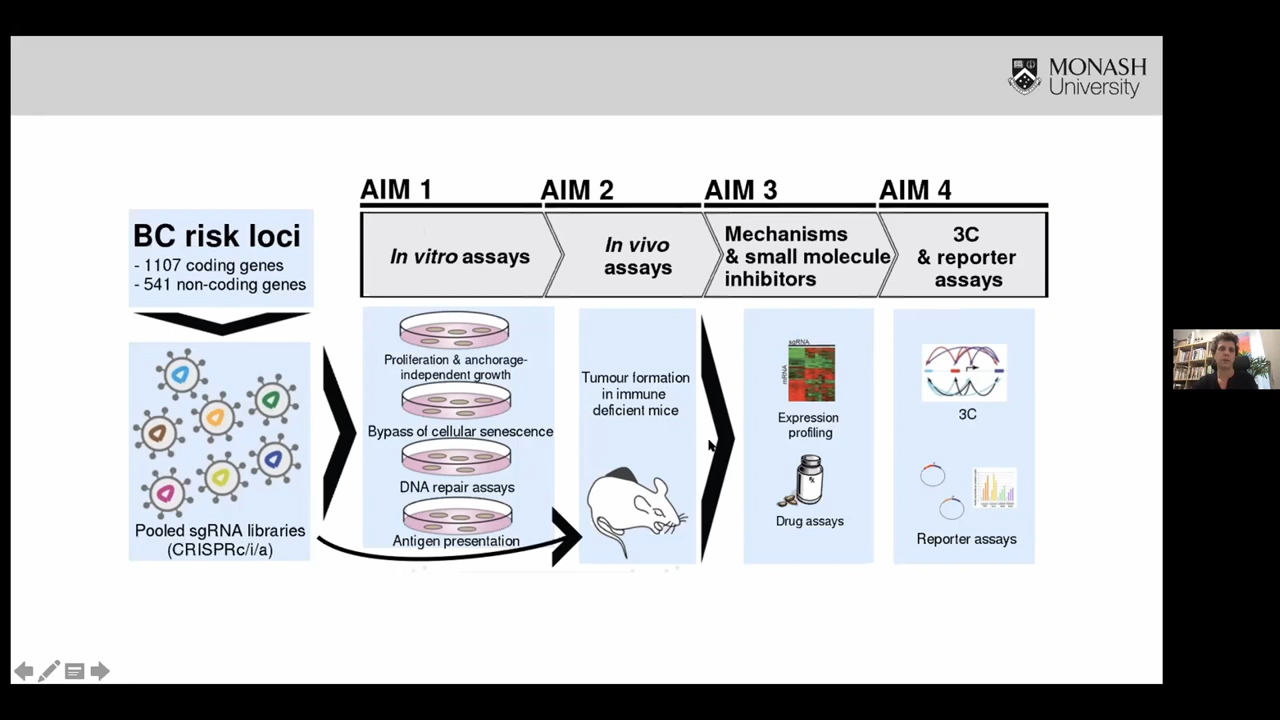 MONASH
University
AIM 1
AIM 2
AIM 3
AIM 4
BC risk loci
- 1107 coding genes
- 541 non-coding genes
In vitro assays
In vivo
assays
Mechanisms
& small molecule
inhibitors
3C
& reporter
assays
Pooled sgRNA libraries
(CRISPRc/i/a)
Proliferation & anchorage-
independent growth
Bypass of cellular senescence
DNA repair assays
Antigen presentation
Tumour formation
in immune
deficient mice
sgRNA
mRNA
Expression
profiling
Drug assays
3C
Reporter assays